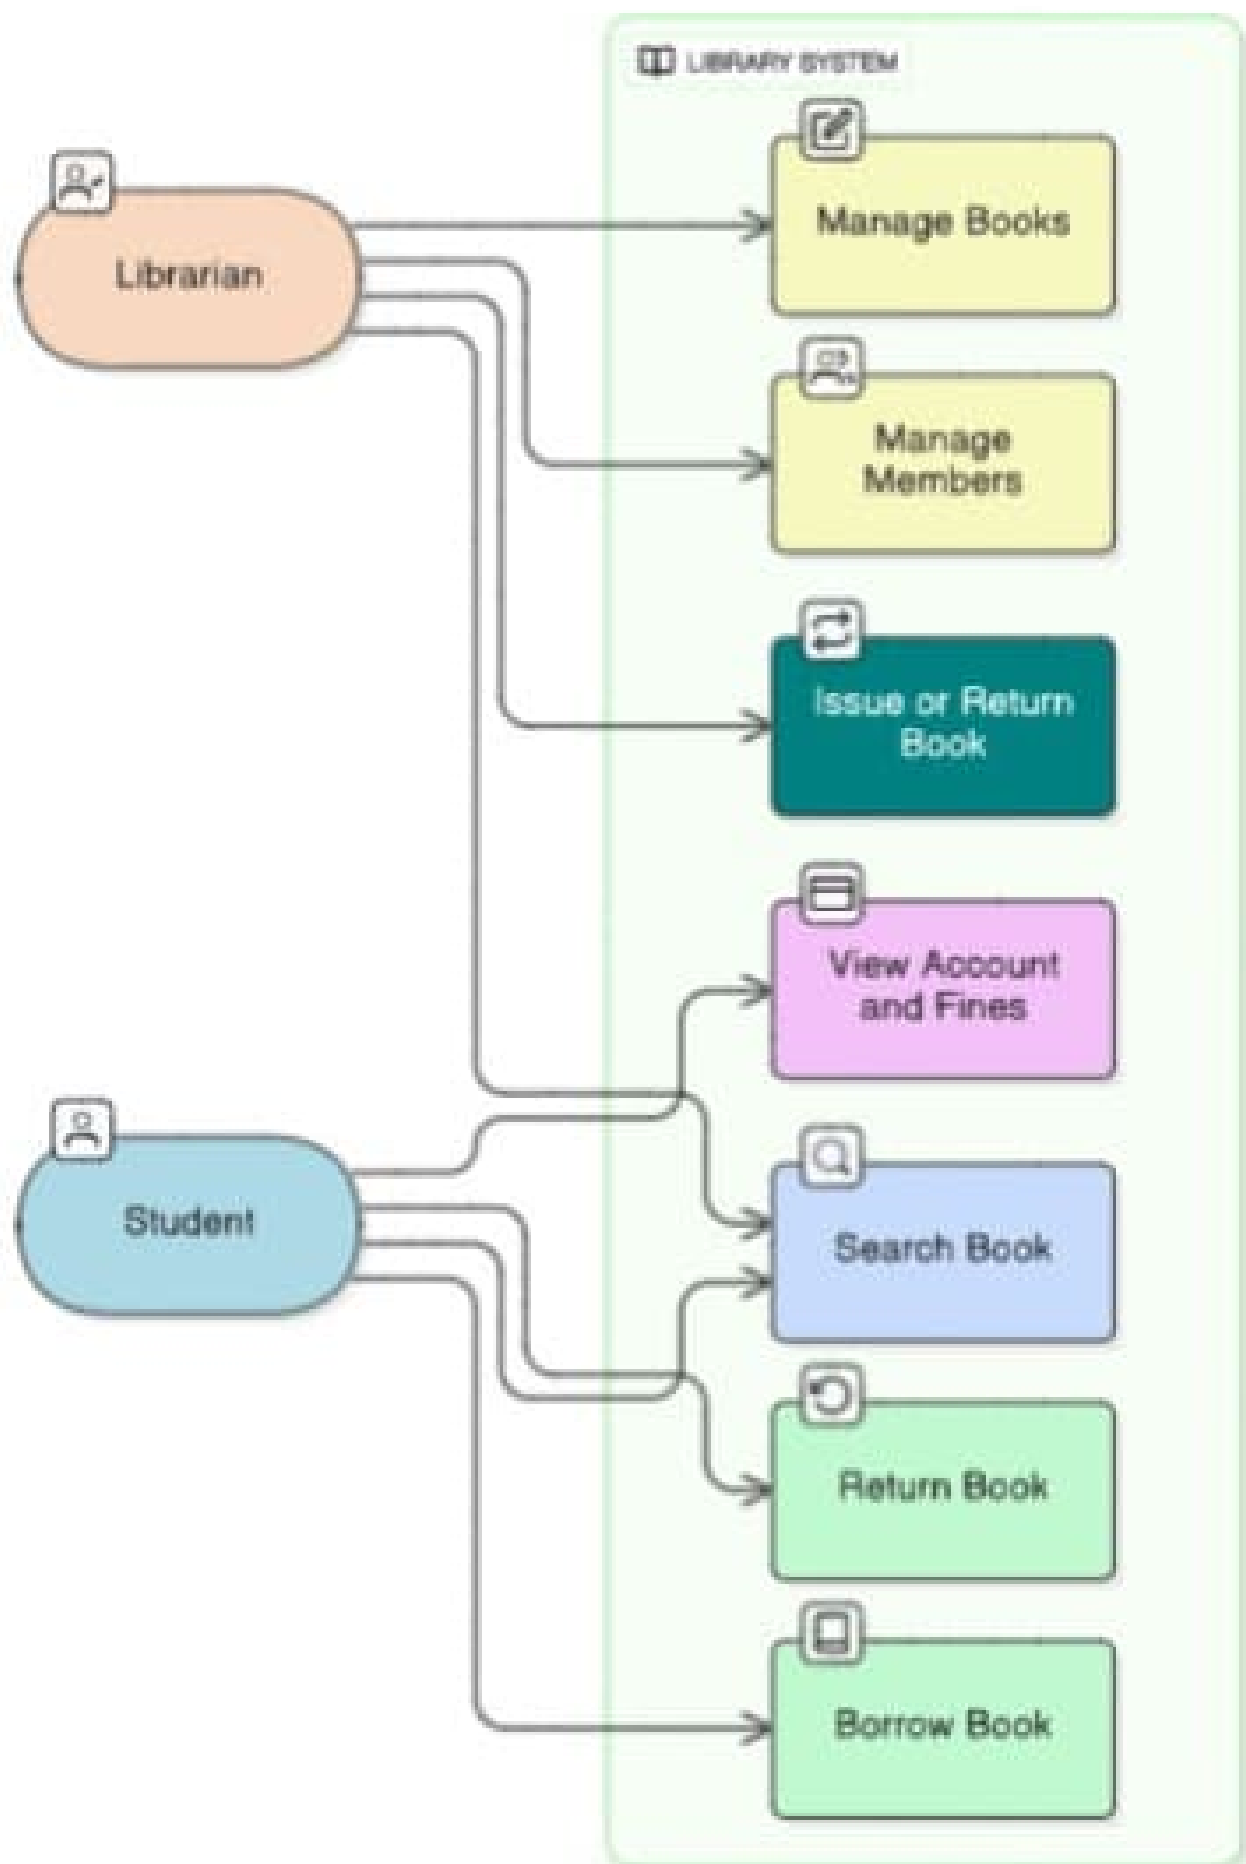 LIBRARY SYSTEM
Manage Books
Librarian
Manage
Members
Issue or Return
Book
View Account
and Fines
Student
Search Book
Return Book
Borrow Book